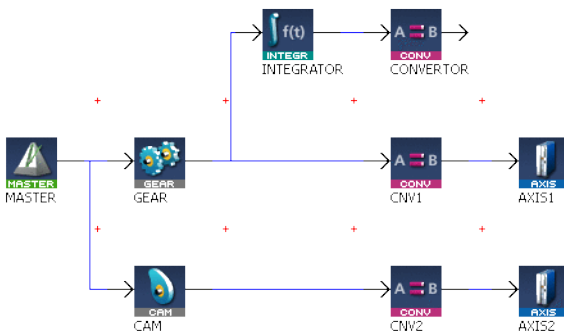 f(t)
A B
INTEGR
CONV
INTEGRATOR
CONVERTOR
A B
MASTER
GEAR
CONV
AXIS
MASTER
GEAR
CNV1
AXIS1
A B
CAM
CONV
AXIS
CAM
CNV2
AXIS2